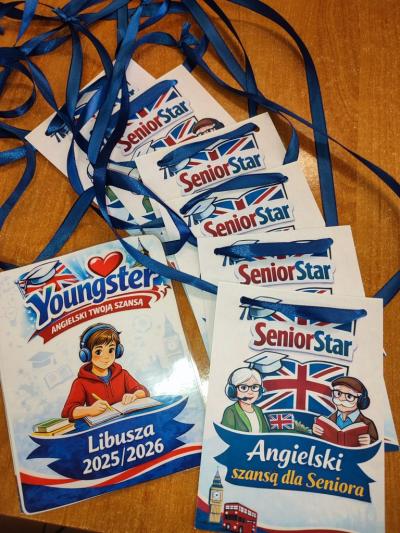 SeniorStar
SeniorStar
SeniorStar
SeniorStar
SeniorStar
Angielski
szansą dla Seniora
Youngster
ANGIELSKI TWOJĄ SZANSĄ
Libusza
2025/2026